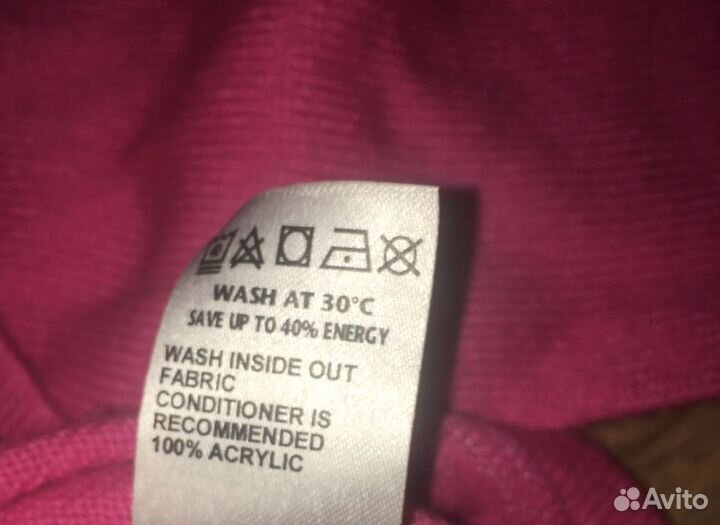 WASH AT 30°C
SAVE UP TO 40% ENERGY
WASH INSIDE OUT
FABRIC
CONDITIONER IS
RECOMMENDED
100% ACRYLIC
Avito